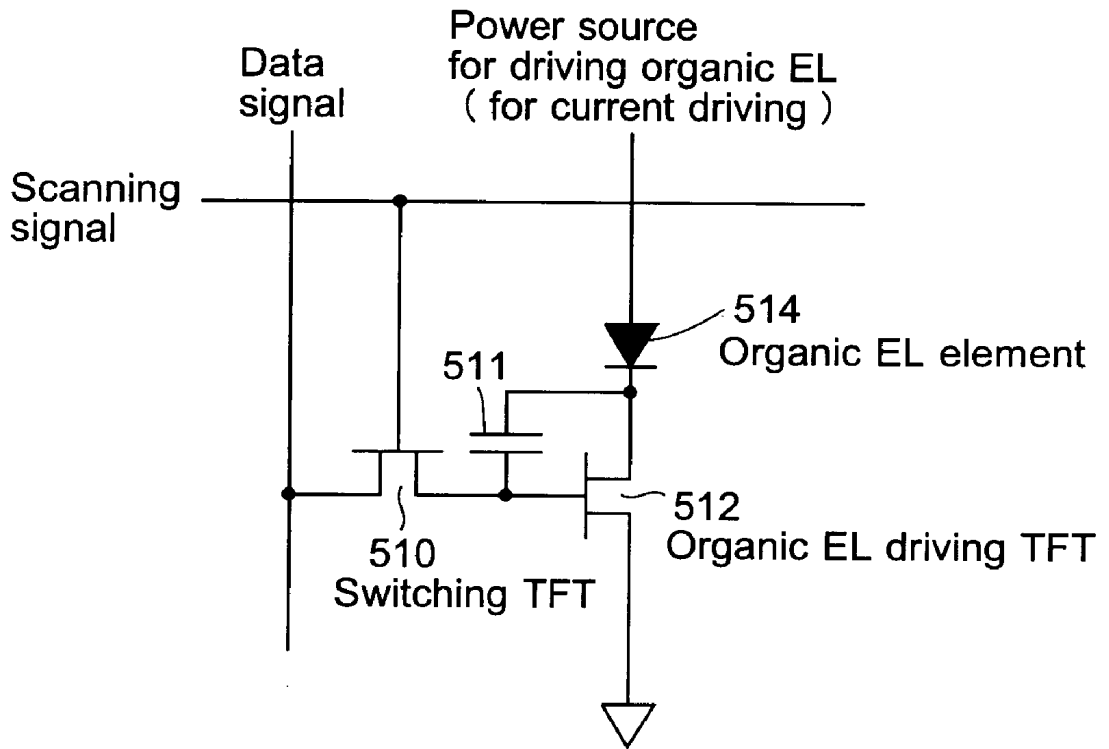 Power source
for driving organic EL
( for current driving )
Data
signal
Scanning
signal
514
Organic EL element
511
512
Organic EL driving TFT
510
Switching TFT